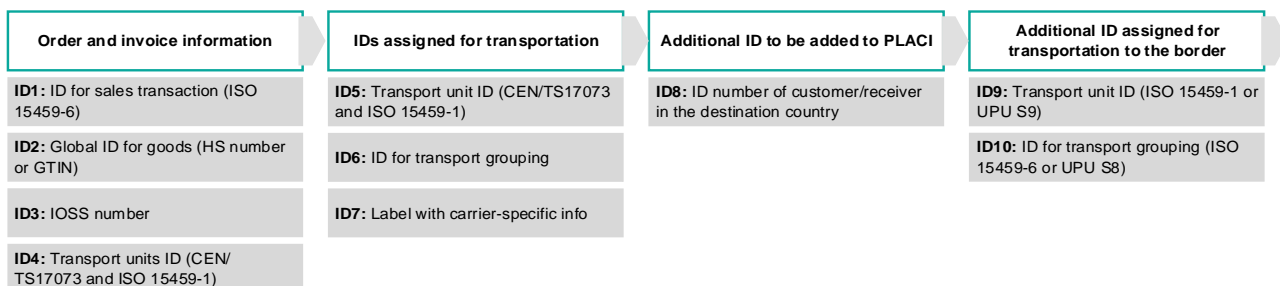 Order and invoice information
ID1: ID for sales transaction (ISO
15459-6)
ID2: Global ID for goods (HS number
or GTIN)
ID3: IOSS number
ID4: Transport units ID (CEN/
TS17073 and ISO 15459-1)
IDs assigned for transportation
ID5: Transport unit ID (CEN/TS17073
and ISO 15459-1)
ID6: ID for transport grouping
ID7: Label with carrier-specific info
Additional ID to be added to PLACI
ID8: ID number of customer/receiver
in the destination country
Additional ID assigned for
transportation to the border
ID9: Transport unit ID (ISO 15459-1 or
UPU S9)
ID10: ID for transport grouping (ISO
15459-6 or UPU S8)